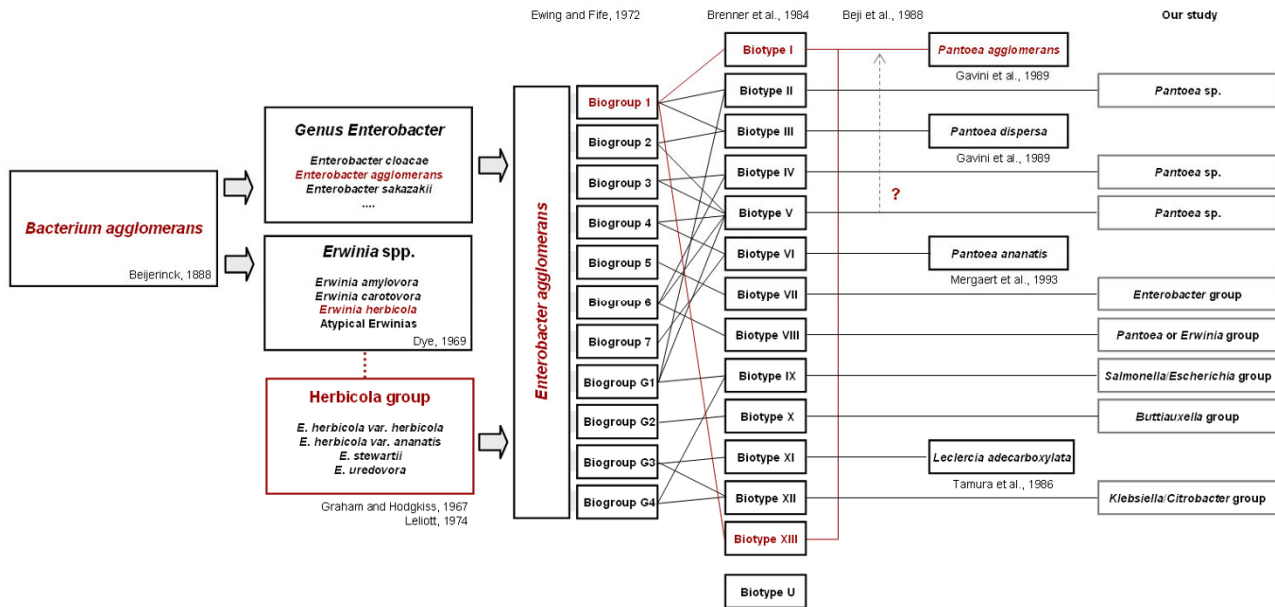 Ewing and Fife, 1972
Brenner et al., 1984
Beji et al., 1988
Our study
Bacterium agglomerans
Beijerinck, 1888
Genus Enterobacter
Enterobacter cloacae
Enterobacter agglomerans
Enterobacter sakazakii
....
Erwinia spp.
Erwinia amylovora
Erwinia carotovora
Erwinia herbicola
Atypical Erwinias
Dye, 1969
Herbicola group
E. herbicola var. herbicola
E. herbicola var. ananatis
E. stewartii
E. uredovora
Graham and Hodgkiss, 1967
Leliott, 1974
Enterobacter agglomerans
Biogroup 1
Biogroup 2
Biogroup 3
Biogroup 4
Biogroup 5
Biogroup 6
Biogroup 7
Biogroup G1
Biogroup G2
Biogroup G3
Biogroup G4
Biotype I
Biotype II
Biotype III
Biotype IV
Biotype V
Biotype VI
Biotype VII
Biotype VIII
Biotype IX
Biotype X
Biotype XI
Biotype XII
Biotype XIII
Biotype U
?
Pantoea agglomerans
Gavini et al., 1989
Pantoea dispersa
Gavini et al., 1989
Pantoea ananatis
Mergaert et al., 1993
Leclercia adecarboxylata
Tamura et al., 1986
Pantoea sp.
Pantoea sp.
Pantoea sp.
Enterobacter group
Pantoea or Erwinia group
Salmonella/Escherichia group
Buttiauxella group
Klebsiella/Citrobacter group